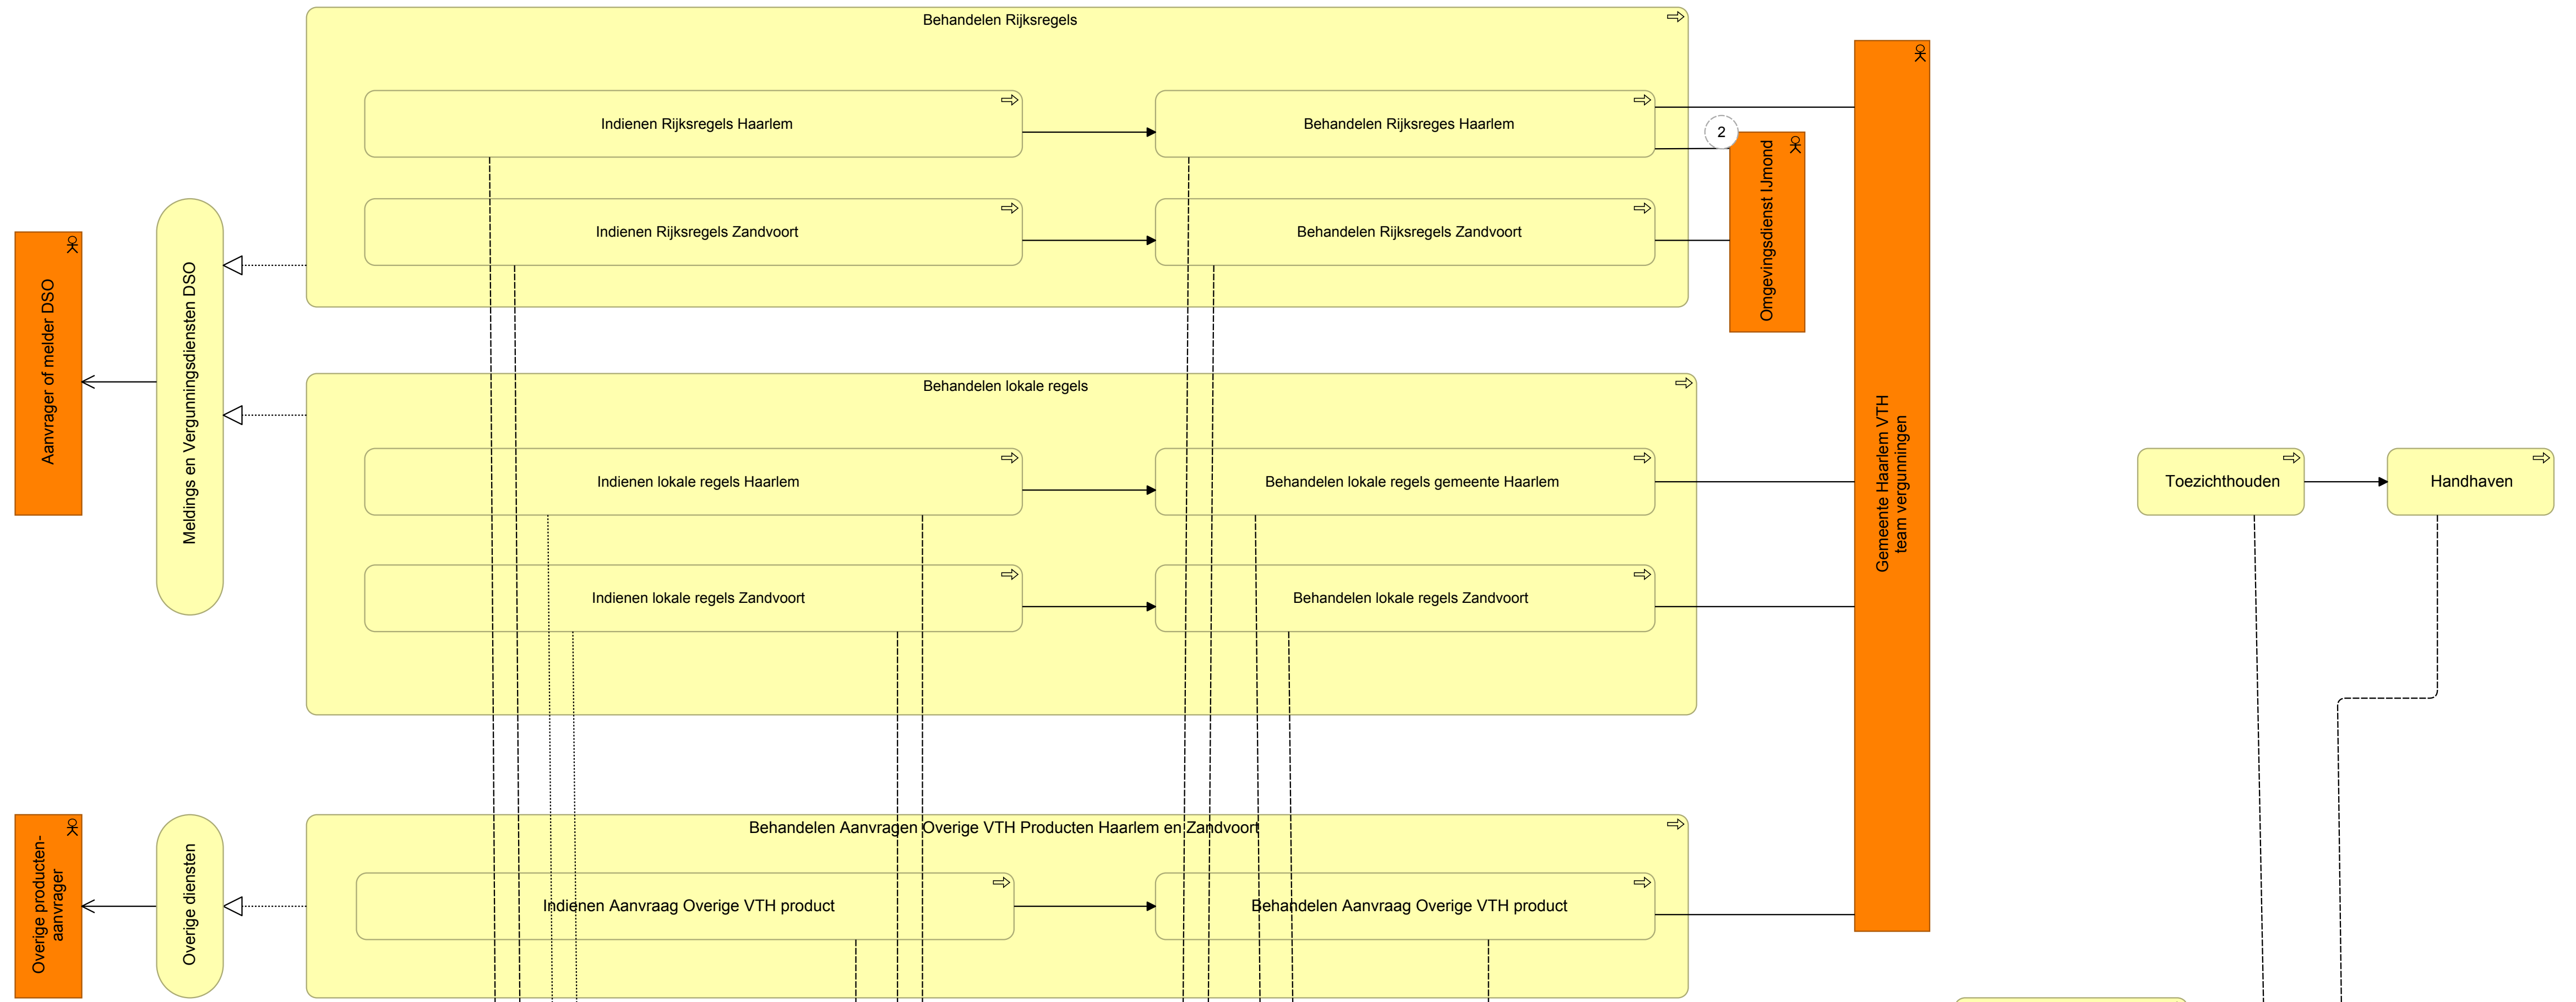 Behandelen Rijksregels
Indienen Rijksregels Haarlem
Behandelen Rijksreges Haarlem
2
Indienen Rijksregels Zandvoort
Behandelen Rijksregels Zandvoort
Omgevingsdienst IJmond
Aanvrager of melder DSO
Meldings en Vergunningsdiensten DSO
Behandelen lokale regels
Indienen lokale regels Haarlem
Behandelen lokale regels gemeente Haarlem
Gemeente Haarlem VTH
team vergunningen
Toezichthouden
Handhaven
Indienen lokale regels Zandvoort
Behandelen lokale regels Zandvoort
Behandelen Aanvragen Overige VTH Producten Haarlem en Zandvoort
Overige producten-
aanvrager
Overige diensten
Indienen Aanvraag Overige VTH product
Behandelen Aanvraag Overige VTH product